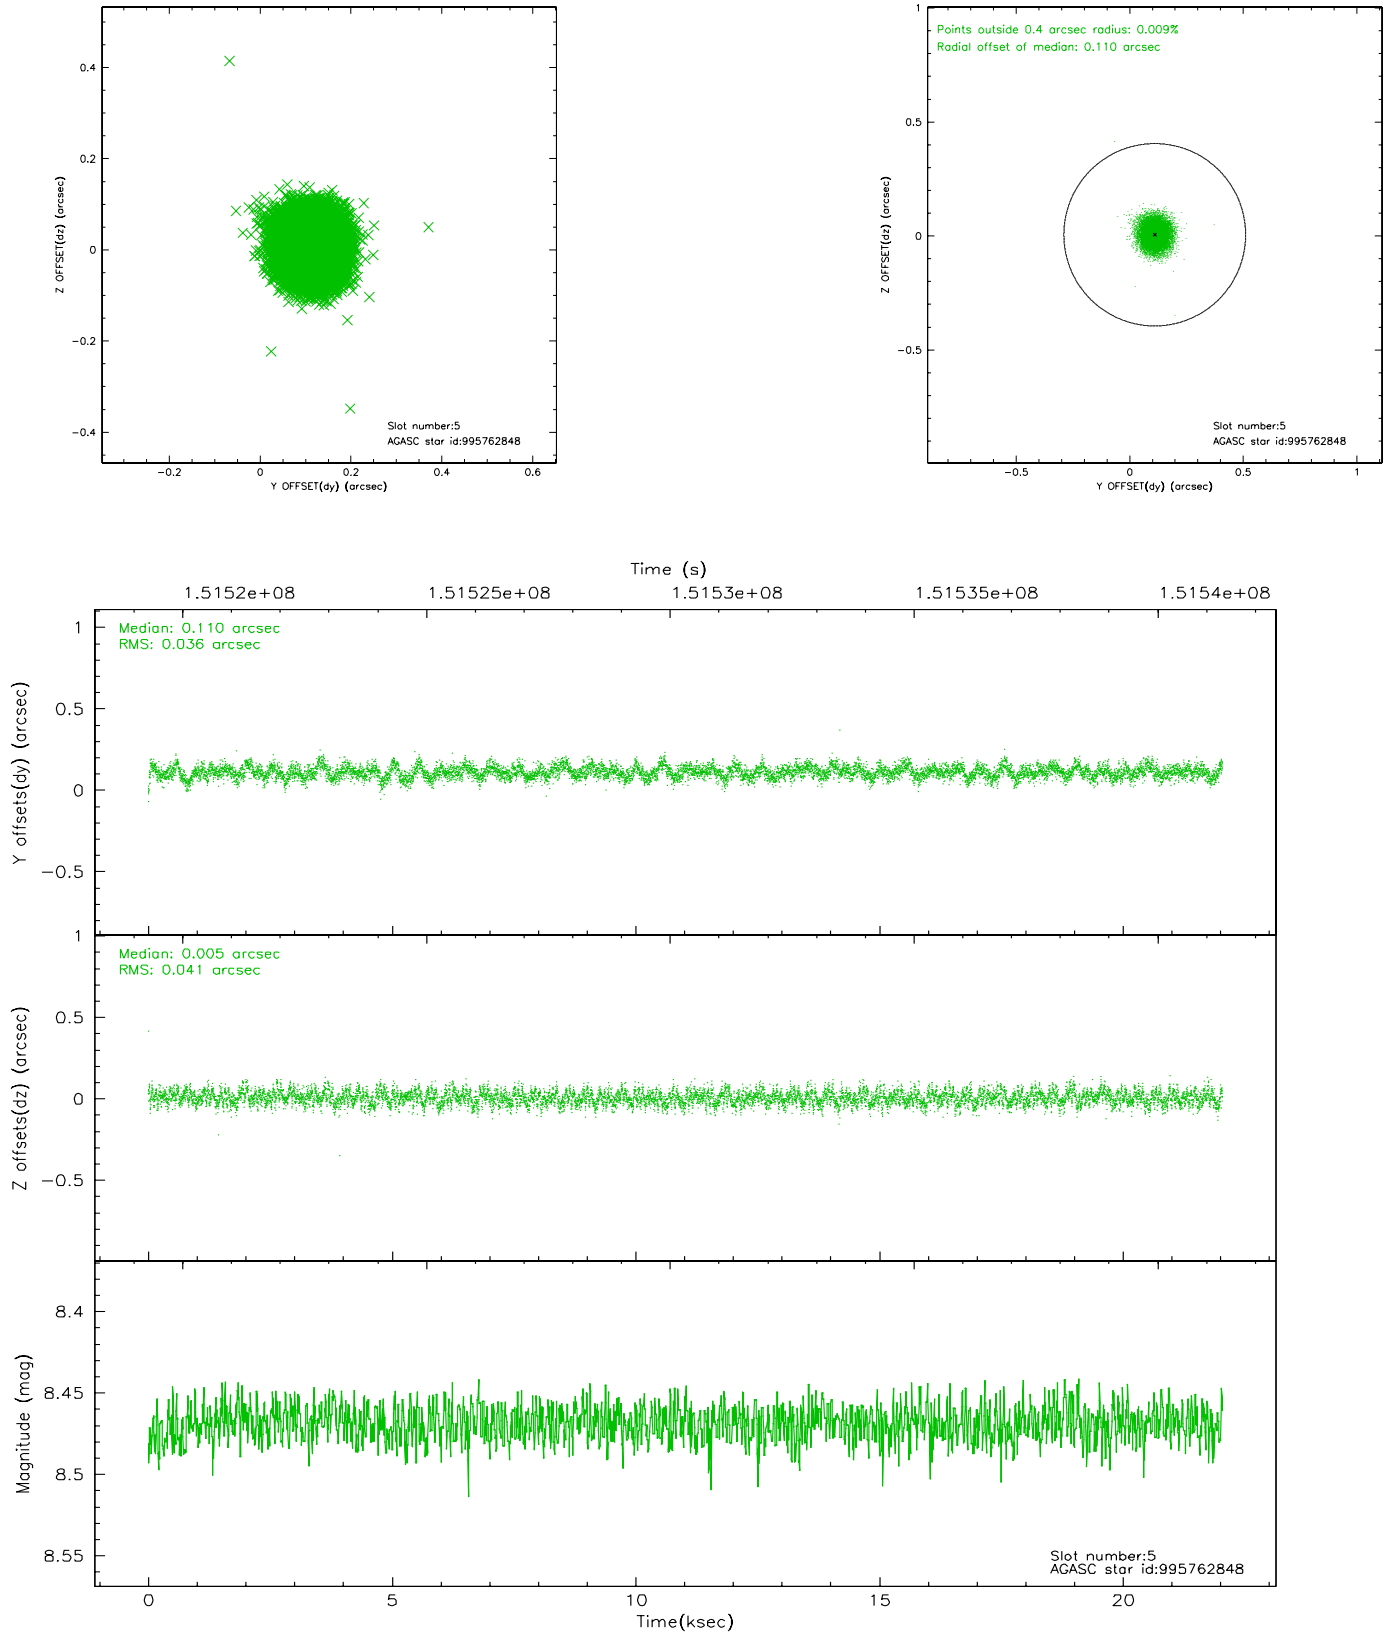 0.4
0.2
0
−0.2
−0.4
Z OFFSET(dz) (arcsec)
Slot number:5
AGASC star id:995762848
−0.2
0
0.2
0.4
0.6
Y OFFSET(dy) (arcsec)
Points outside 0.4 arcsec radius: 0.009%
Radial offset of median: 0.110 arcsec
1
0.5
0
−0.5
Z OFFSET(dz) (arcsec)
Slot number:5
AGASC star id:995762848
−0.5
0
0.5
1
Y OFFSET(dy) (arcsec)
Time (s)
1.5152e+08
1.51525e+08
1.5153e+08
1.51535e+08
1.5154e+08
Median: 0.110 arcsec
RMS: 0.036 arcsec
1
0.5
0
−0.5
Y offsets(dy) (arcsec)
Median: 0.005 arcsec
RMS: 0.041 arcsec
1
0.5
0
−0.5
Z offsets(dz) (arcsec)
8.4
8.45
8.5
8.55
Magnitude (mag)
Slot number:5
AGASC star id:995762848
0
5
10
15
20
Time(ksec)